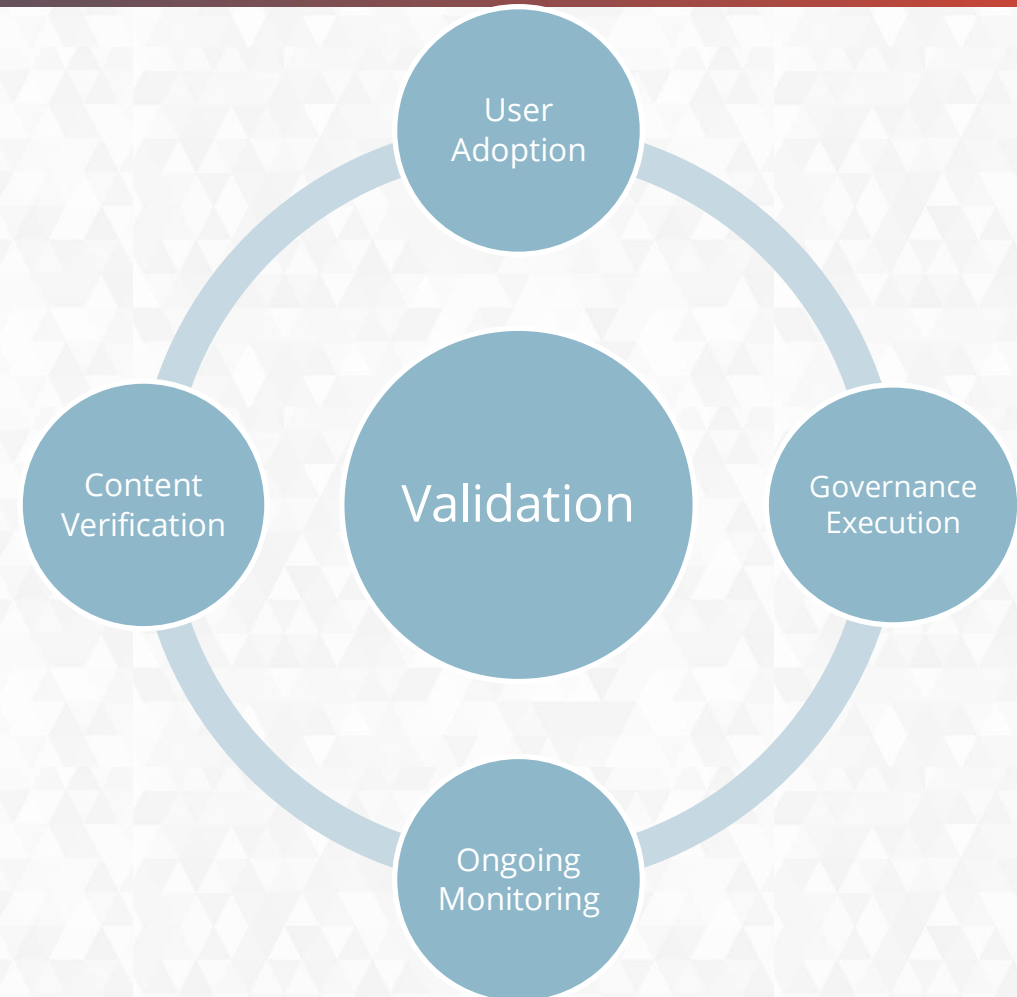 User
Adoption
Content
Verification
Validation
Governance
Execution
Ongoing
Monitoring